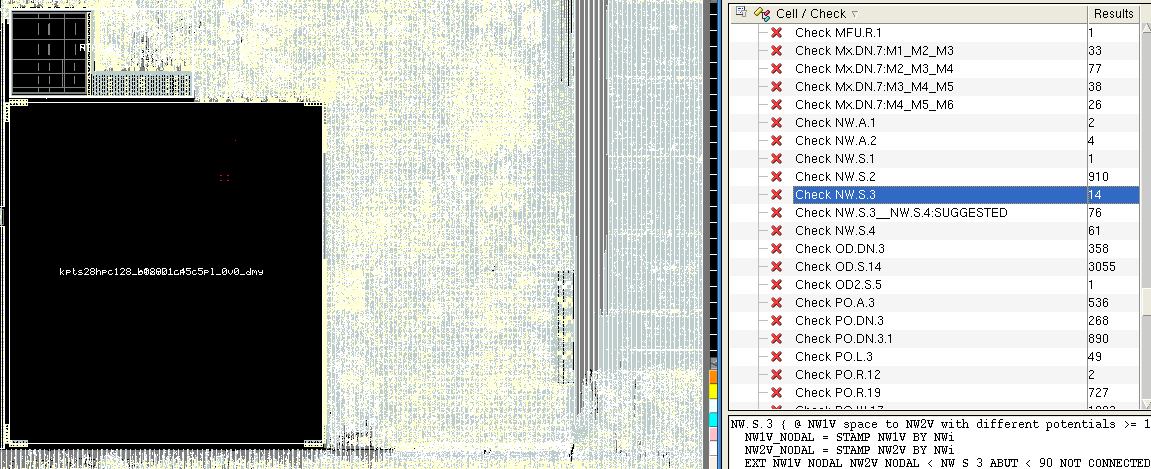 Cell / Check Results
Check MFU.R.1 1
Check Mx.DN.7:M1_M2_M3 33
Check Mx.DN.7:M2_M3_M4 77
Check Mx.DN.7:M3_M4_M5 38
Check Mx.DN.7:M4_M5_M6 26
Check NW.A.1 2
Check NW.A.2 4
Check NW.S.1 1
Check NW.S.2 910
Check NW.S.3 14
Check NW.S.3__NW.S.4:SUGGESTED 76
Check NW.S.4 61
Check OD.DN.3 358
Check OD.S.14 3055
Check OD2.S.5 1
Check PO.A.3 536
Check PO.DN.3 268
Check PO.DN.3.1 890
Check PO.L.3 49
Check PO.R.12 2
Check PO.R.19 727
NW.S.3 { @ NW1V space to NW2V with different potentials >= 1
NW1V_NODAL = STAMP NW1V BY NWi
NW2V_NODAL = STAMP NW2V BY NWi
EXT NW1V_NODAL NW2V_NODAL < NW_S_3 ABUT < 90 NOT CONNECTED